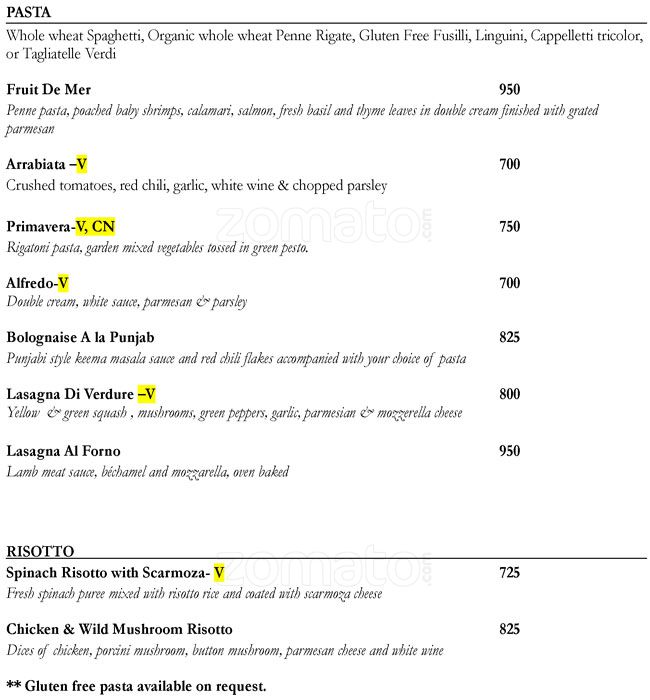 PASTA
Whole wheat Spaghetti, Organic whole wheat Penne Rigate, Gluten Free Fusilli, Linguini, Cappelletti tricolor,
or Tagliatelle Verdi
Fruit De Mer 950
Penne pasta, poached baby shrimps, calamari, salmon, fresh basil and thyme leaves in double cream finished with grated
parmesan
Arrabiata –V 700
Crushed tomatoes, red chili, garlic, white wine & chopped parsley
zomato.com
Primavera-V, CN 750
Rigatoni pasta, garden mixed vegetables tossed in green pesto.
Alfredo-V 700
Double cream, white sauce, parmesan & parsley
Bolognaise A la Punjab 825
Punjabi style keema masala sauce and red chili flakes accompanied with your choice of pasta
Lasagna Di Verdure –V 800
Yellow & green squash , mushrooms, green peppers, garlic, parmesian & mozzerella cheese
Lasagna Al Forno 950
Lamb meat sauce, béchamel and mozzarella, oven baked
RISOTTO
zomato.com
Spinach Risotto with Scarmoza- V 725
Fresh spinach puree mixed with risotto rice and coated with scarmoza cheese
Chicken & Wild Mushroom Risotto 825
Dices of chicken, porcini mushroom, button mushroom, parmesan cheese and white wine
** Gluten free pasta available on request.